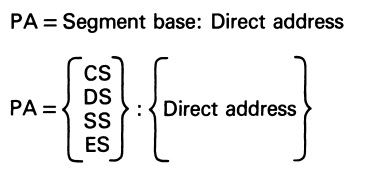 PA = Segment base: Direct address
PA = { CS DS SS ES } : { Direct address }